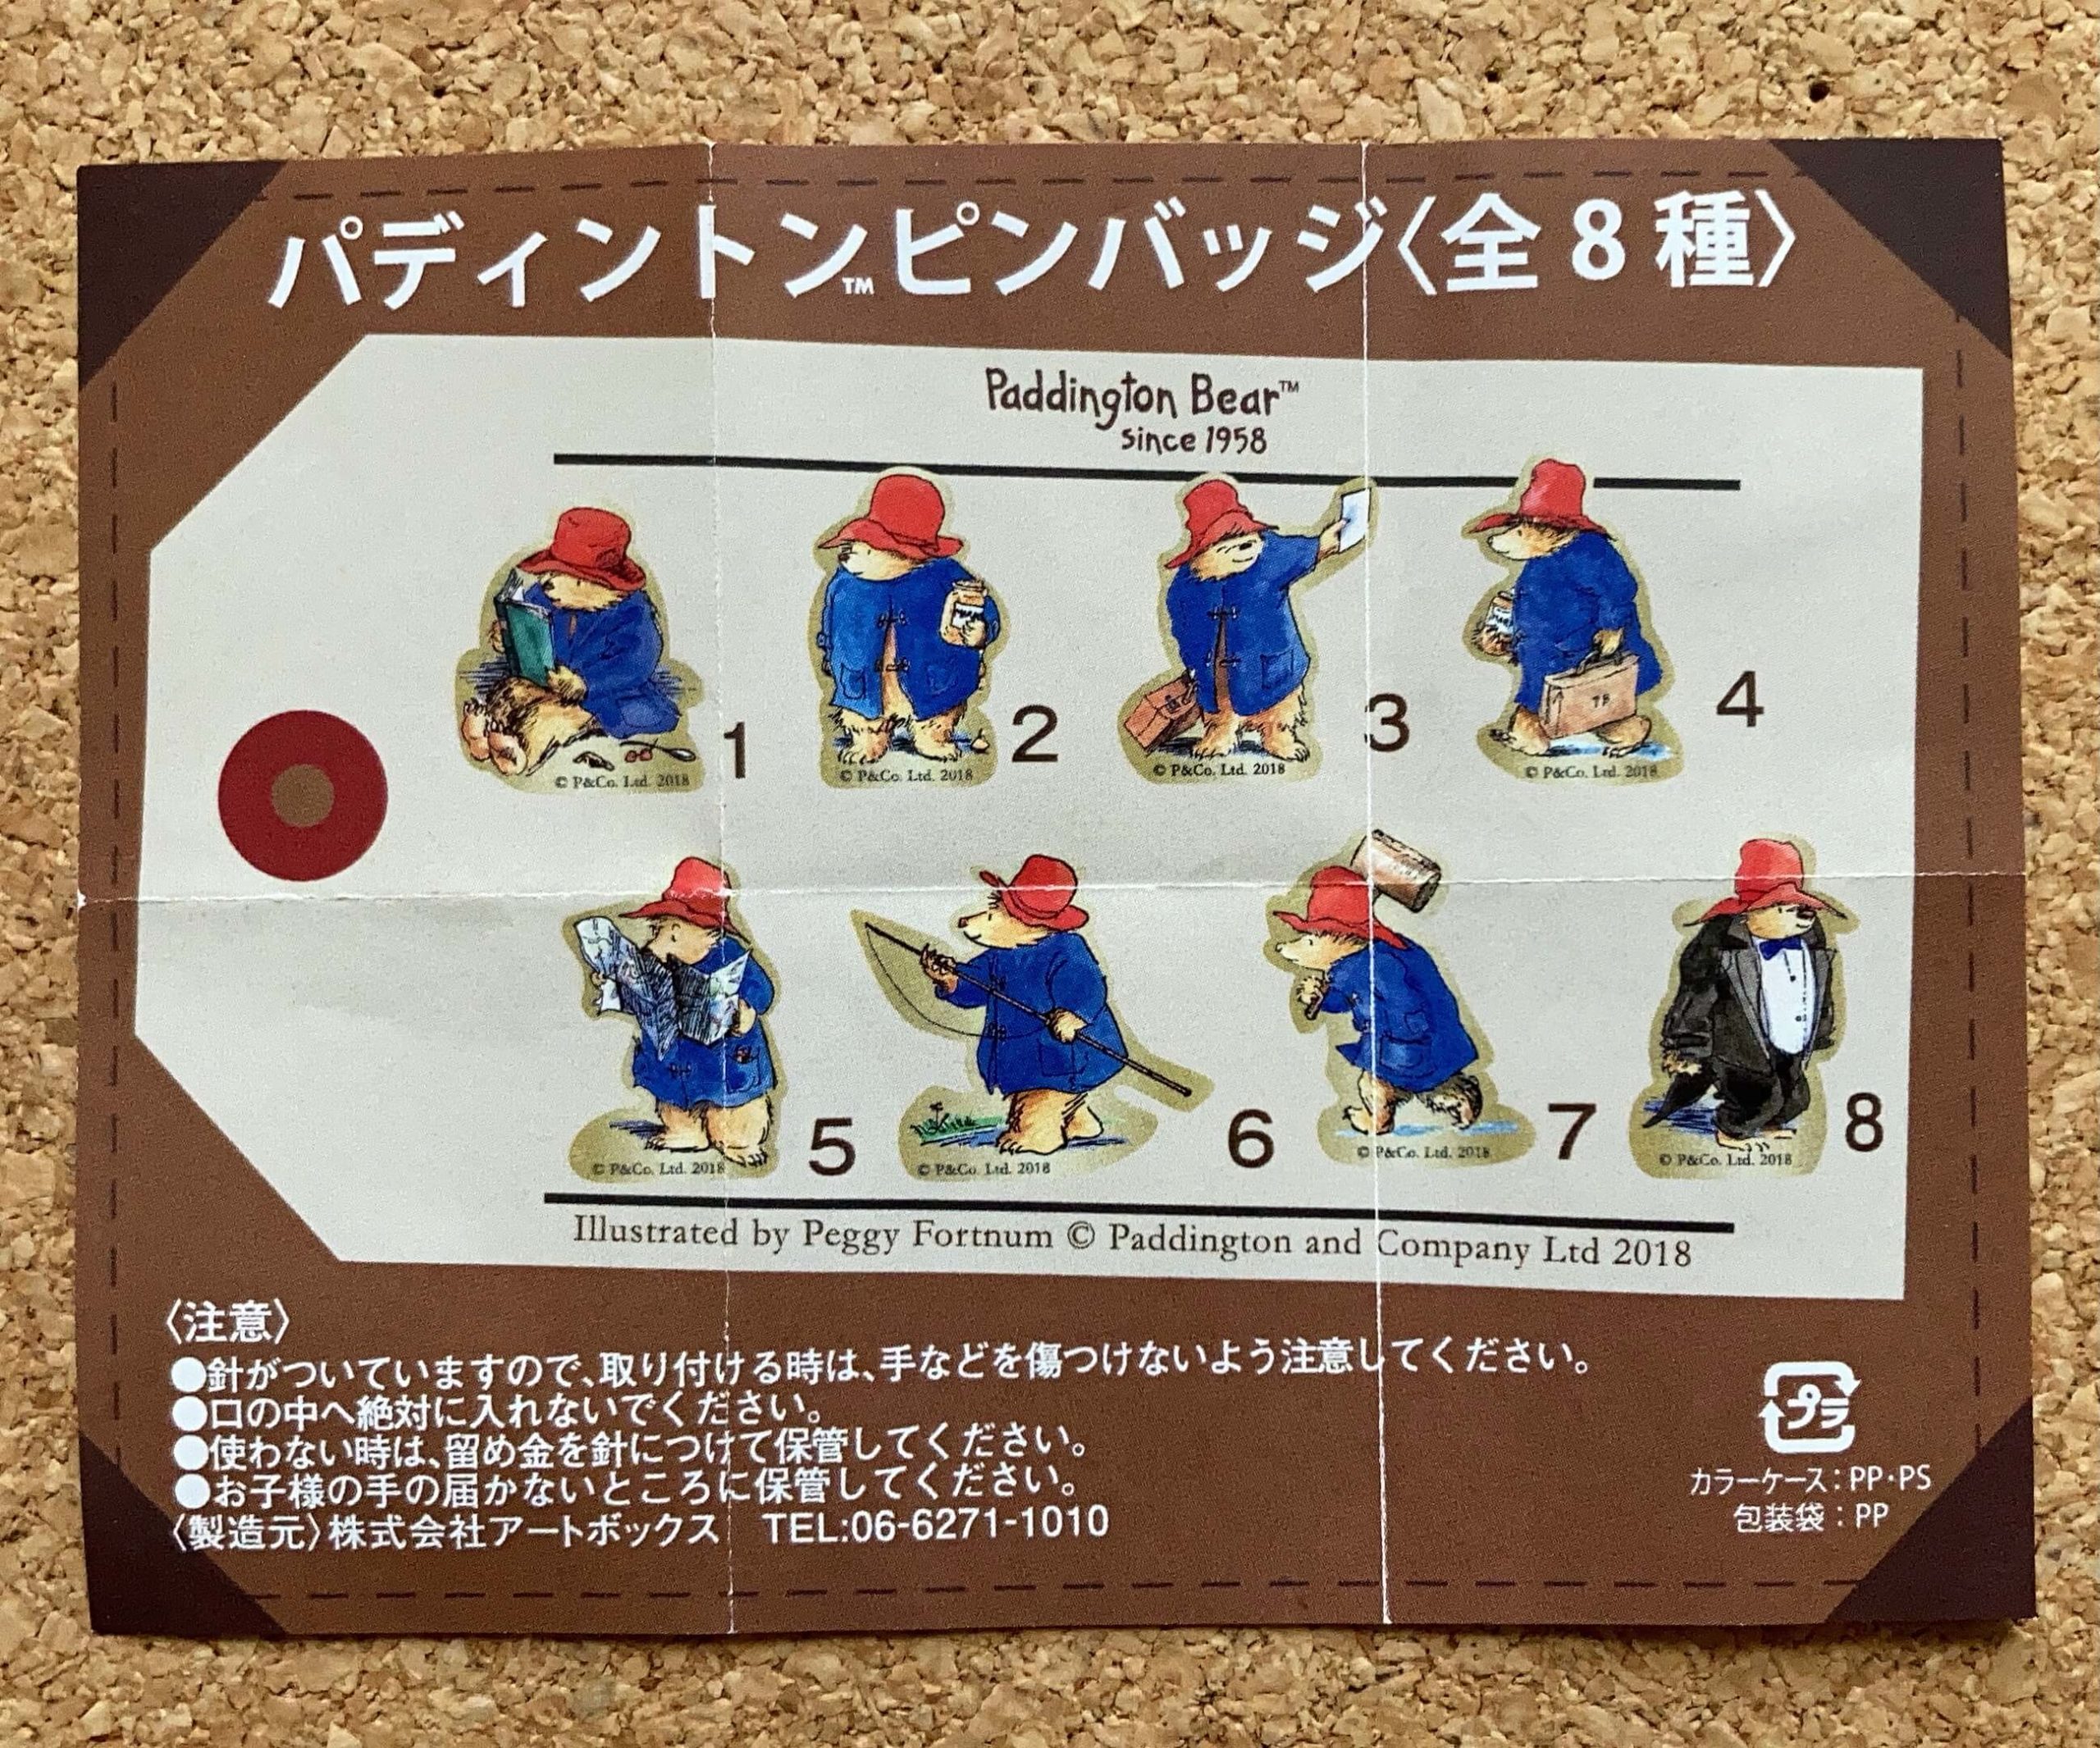 パディントン™ピンバッジ〈全8種〉
Paddington Bear™
since 1958
© P&Co. Ltd. 2018
1
© P&Co. Ltd. 2018
2
© P&Co. Ltd. 2018
3
© P&Co. Ltd. 2018
4
© P&Co. Ltd. 2018
5
© P&Co. Ltd. 2018
6
© P&Co. Ltd. 2018
7
© P&Co. Ltd. 2018
8
Illustrated by Peggy Fortnum © Paddington and Company Ltd 2018
〈注意〉
●針がついていますので、取り付ける時は、手などを傷つけないよう注意してください。
●口の中へ絶対に入れないでください。
●使わない時は、留め金を針につけて保管してください。
●お子様の手の届かないところに保管してください。
〈製造元〉株式会社アートボックス TEL:06-6271-1010
プラ
カラーケース：PP・PS
包装袋：PP